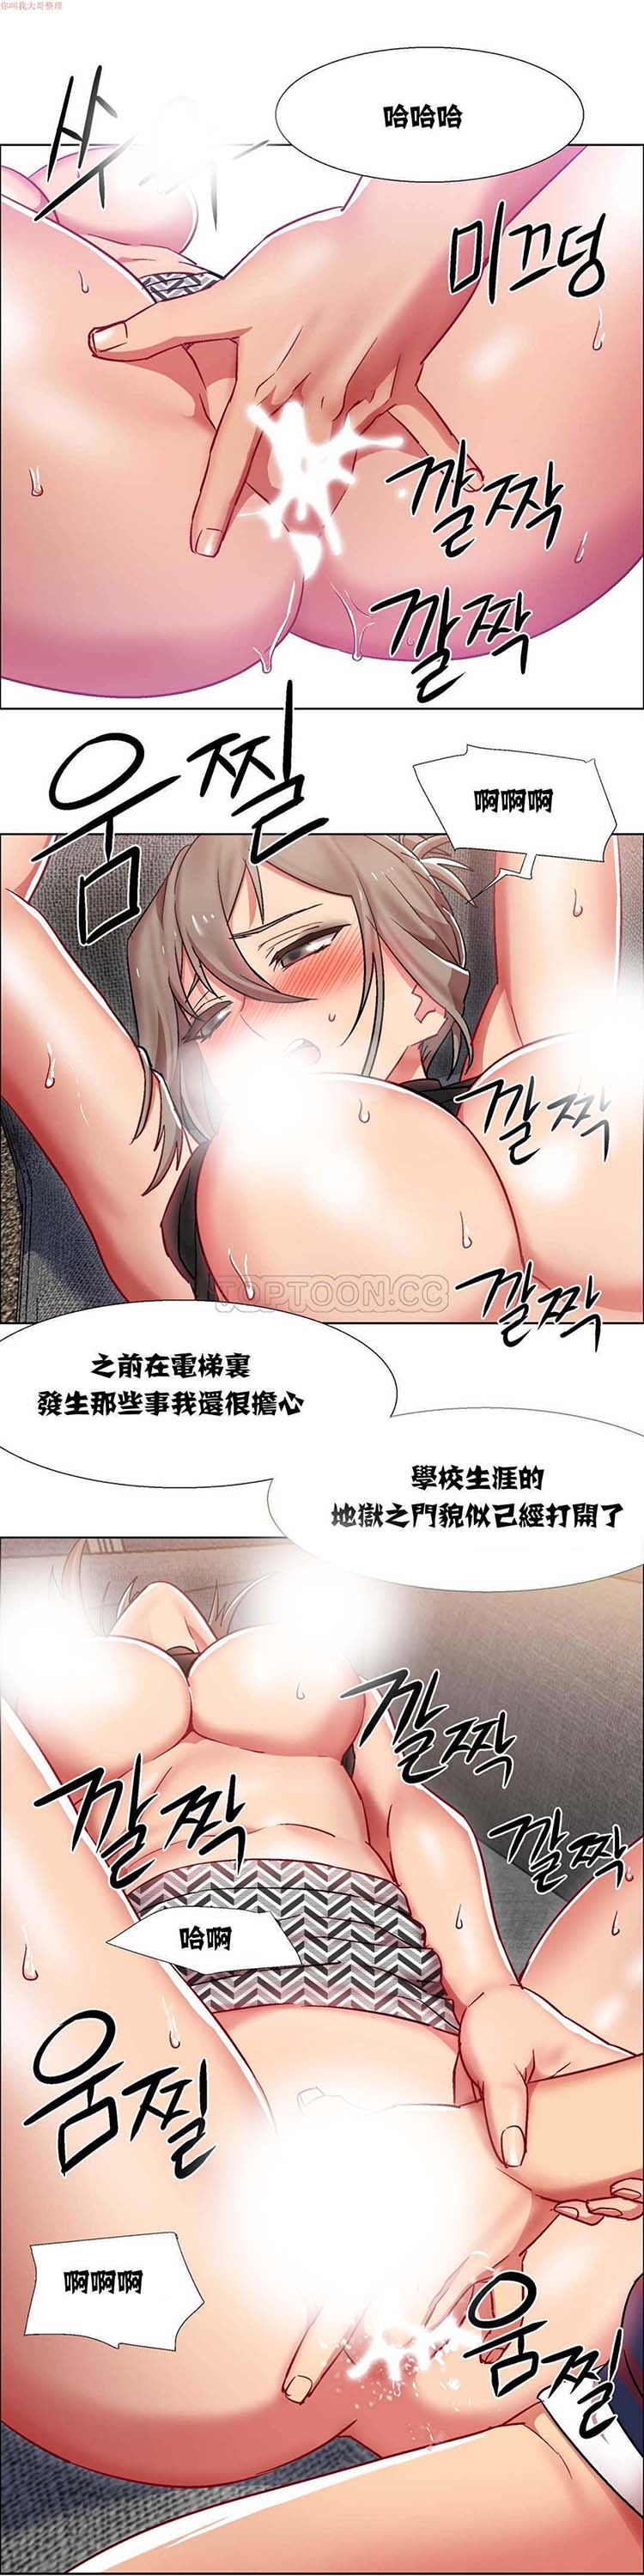 你叫我大哥整理
哈哈哈
미끄덩
깔짝
깔짝
움찔
啊啊啊
깔짝
깔짝
TOPTOON.CC
之前在電梯裏
發生那些事我還很擔心
學校生涯的
地獄之門貌似已經打開了
깔짝
깔짝
깔짝
哈啊
움찔
啊啊啊
움찔